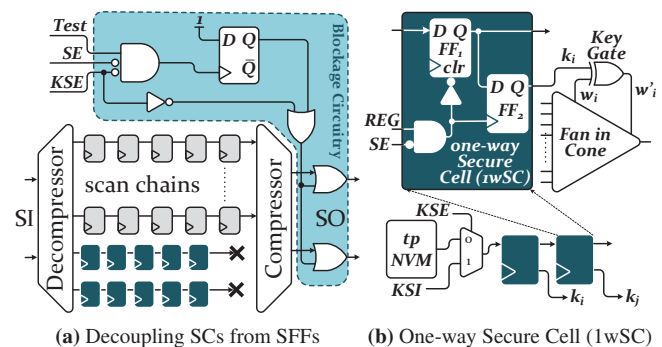 Test
SE
KSE
1
D Q
Q̅
Blockage Circuitry
SI
Decompressor
scan chains
Compressor
SO
(a) Decoupling SCs from SFFs
D Q
FF₁
clr
D Q
FF₂
REG
SE
one-way
Secure
Cell (1wSC)
kᵢ
Key
Gate
wᵢ
w'ᵢ
Fan in
Cone
KSE
tp
NVM
0
1
KSI
kᵢ
kⱼ
(b) One-way Secure Cell (1wSC)